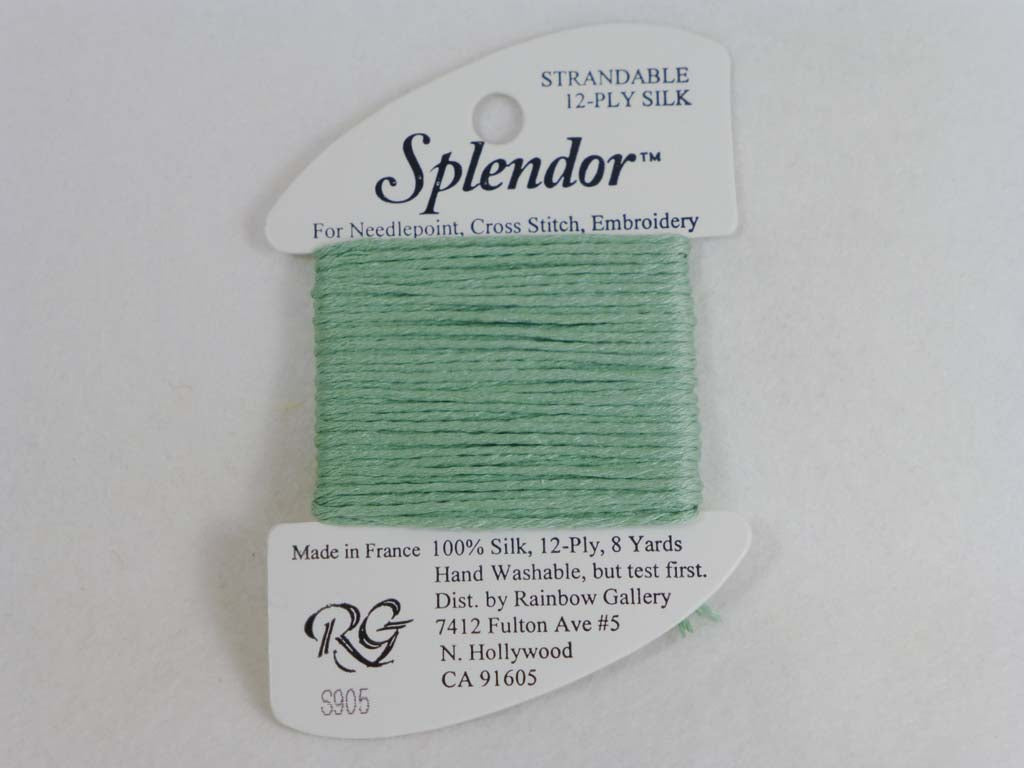 STRANDABLE
12-PLY SILK
Splendor™
For Needlepoint, Cross Stitch, Embroidery
Made in France
100% Silk, 12-Ply, 8 Yards
Hand Washable, but test first.
Dist. by Rainbow Gallery
7412 Fulton Ave #5
N. Hollywood
CA 91605
RG
S905